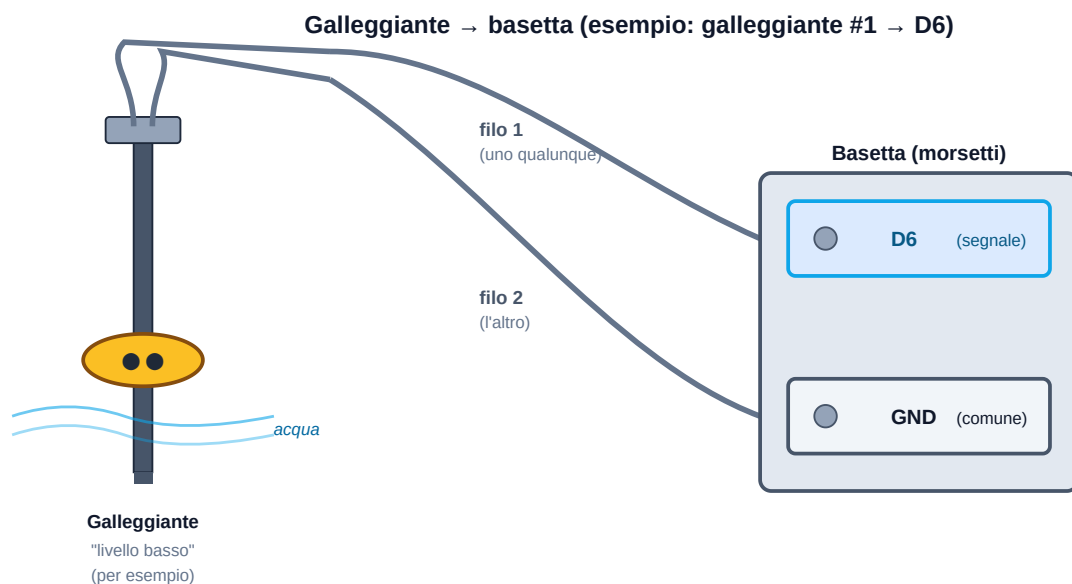 Galleggiante → basetta (esempio: galleggiante #1 → D6)
filo 1
(uno qualunque)
Basetta (morsetti)
D6 (segnale)
filo 2
(l'altro)
GND (comune)
acqua
Galleggiante
"livello basso"
(per esempio)